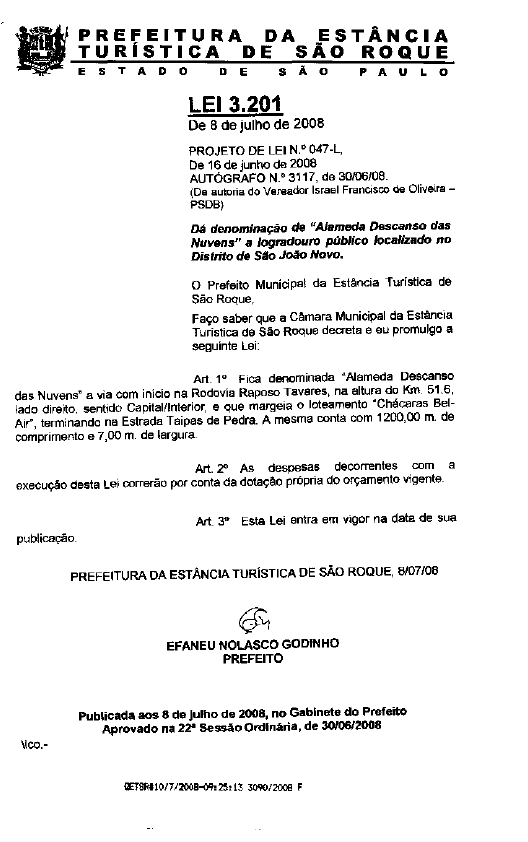 PREFEITURA DA ESTÂNCIA
TURÍSTICA DE SÃO ROQUE
ESTADO DE SÃO PAULO
LEI 3.201
De 8 de julho de 2008
PROJETO DE LEI N.º 047-L,
De 16 de junho de 2008
AUTÓGRAFO N.º 3117, de 30/06/08.
(De autoria do Vereador Israel Francisco de Oliveira –
PSDB)
Dá denominação de "Alameda Descanso das
Nuvens" a logradouro público localizado no
Distrito de São João Novo.
O Prefeito Municipal da Estância Turística de
São Roque,
Faço saber que a Câmara Municipal da Estância
Turística de São Roque decreta e eu promulgo a
seguinte Lei:
Art. 1º Fica denominada "Alameda Descanso
das Nuvens" a via com início na Rodovia Raposo Tavares, na altura do Km. 51,6,
lado direito, sentido Capital/Interior, e que margeia o loteamento "Chácaras Bel-
Air", terminando na Estrada Taipas de Pedra. A mesma conta com 1200,00 m. de
comprimento e 7,00 m. de largura.
Art. 2º As despesas decorrentes com a
execução desta Lei correrão por conta da dotação própria do orçamento vigente.
Art. 3º Esta Lei entra em vigor na data de sua
publicação.
PREFEITURA DA ESTÂNCIA TURÍSTICA DE SÃO ROQUE, 8/07/08
EFANEU NOLASCO GODINHO
PREFEITO
Publicada aos 8 de julho de 2008, no Gabinete do Prefeito
Aprovado na 22ª Sessão Ordinária, de 30/06/2008
\lco.-
CETSR#10/7/2008-09:25:13 3090/2008 F